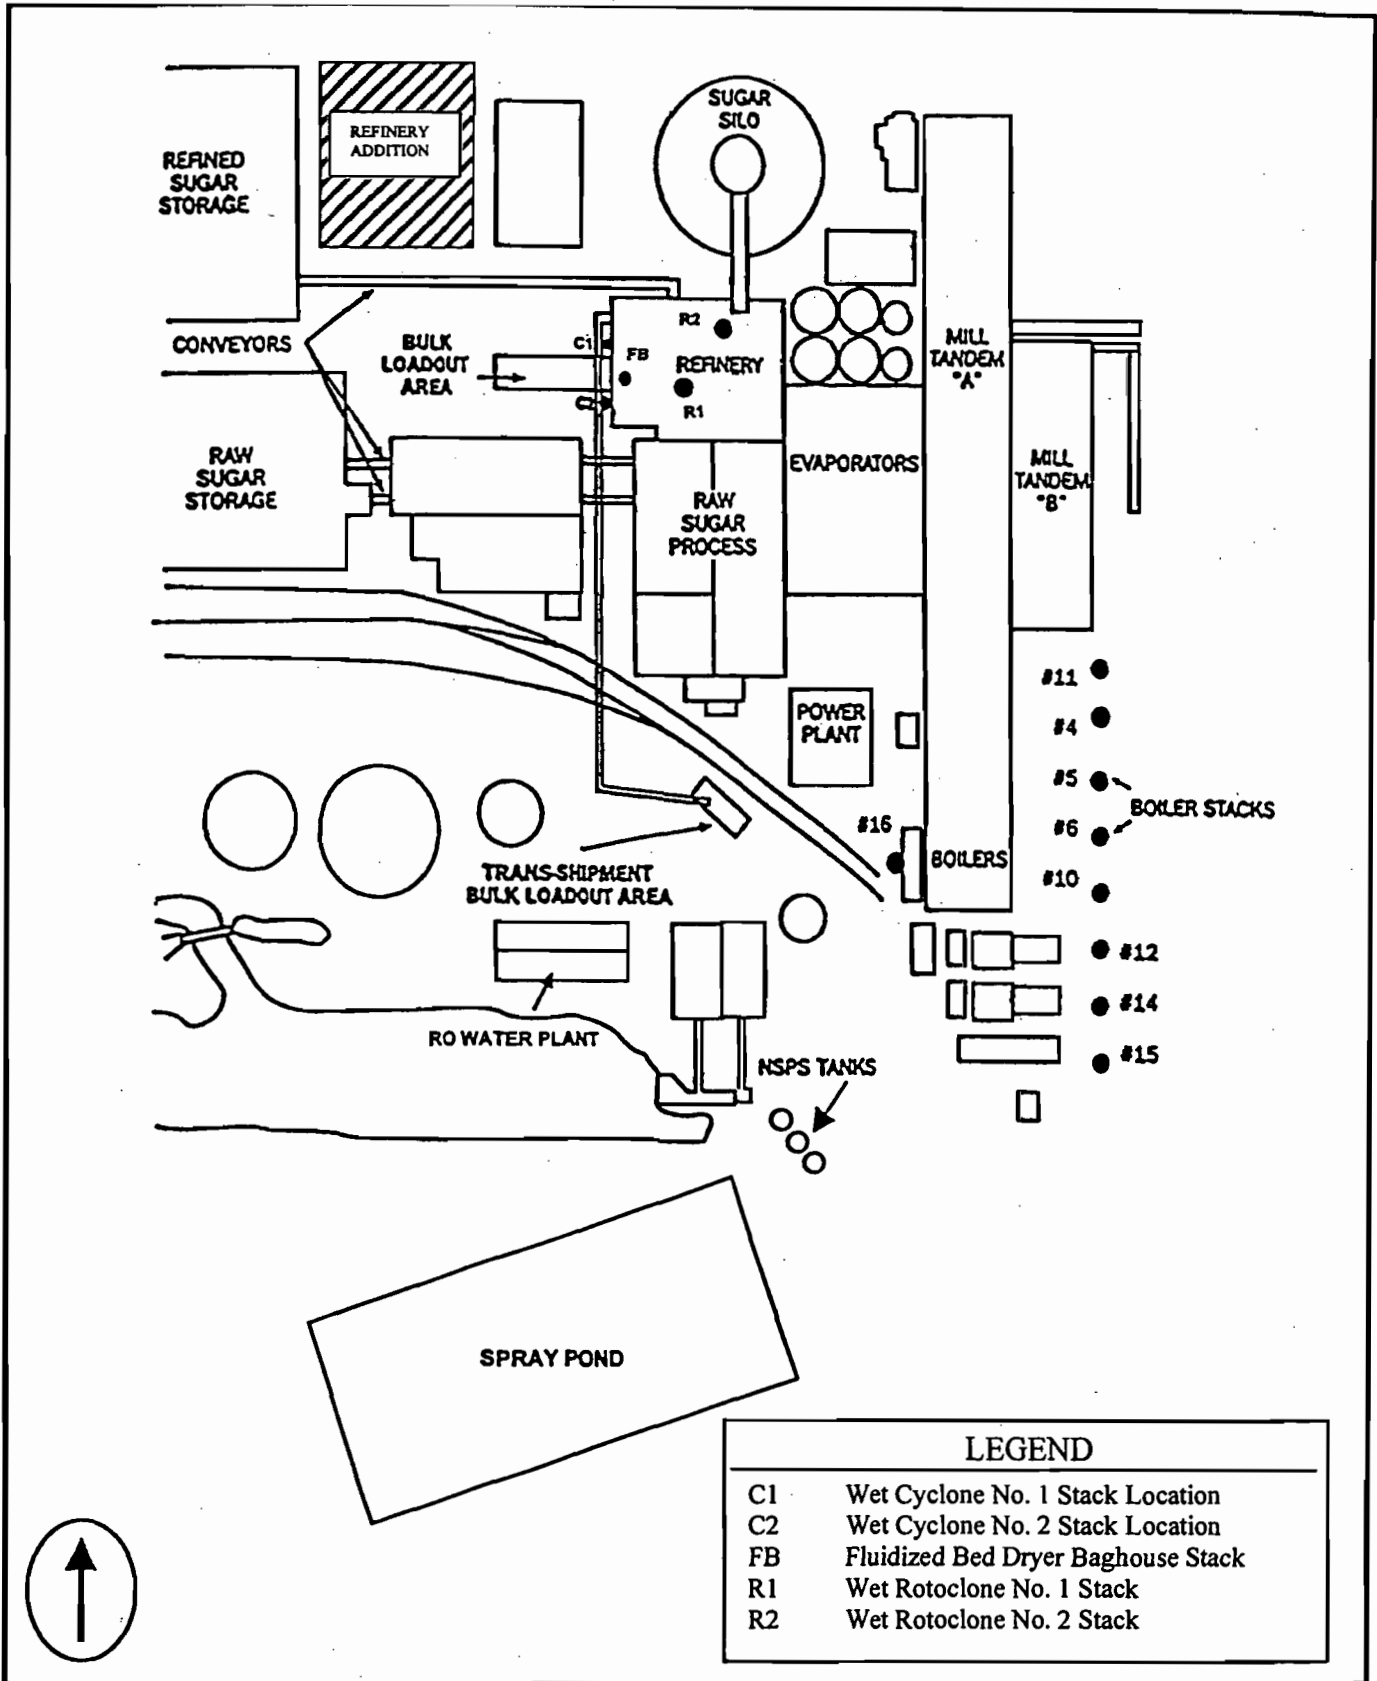 SUGAR
SILO
REFINERY
ADDITION
REFINED
SUGAR
STORAGE
CONVEYORS
BULK
LOADOUT
AREA
C1
FB
R2
REFINERY
R1
MILL
TANDEM
"A"
RAW
SUGAR
STORAGE
EVAPORATORS
MILL
TANDEM
"B"
RAW
SUGAR
PROCESS
#11
#4
POWER
PLANT
#5
BOILER STACKS
#6
#16
BOILERS
#10
TRANS-SHIPMENT
BULK LOADOUT AREA
#12
#14
RO WATER PLANT
#15
NSPS TANKS
SPRAY POND
LEGEND
C1 Wet Cyclone No. 1 Stack Location
C2 Wet Cyclone No. 2 Stack Location
FB Fluidized Bed Dryer Baghouse Stack
R1 Wet Rotoclone No. 1 Stack
R2 Wet Rotoclone No. 2 Stack